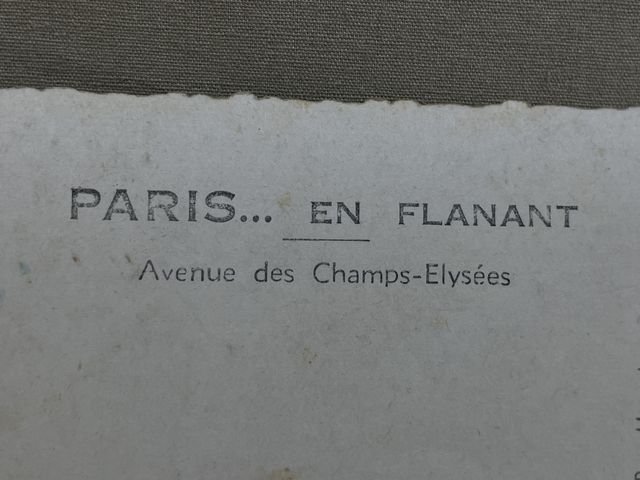 PARIS... EN FLANANT
Avenue des Champs-Elysées